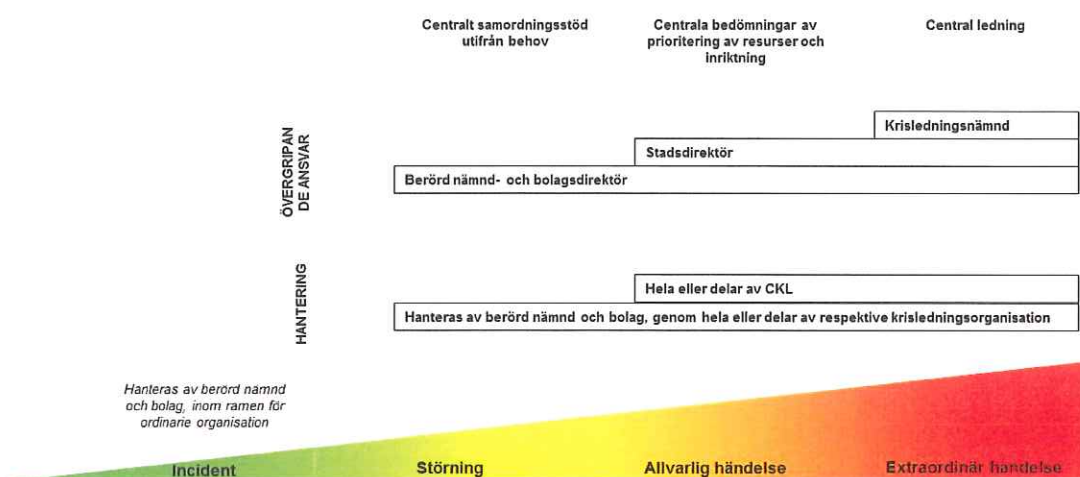 Centralt samordningsstöd
utifrån behov
Centrala bedömningar av
prioritering av resurser och
inriktning
Central ledning
ÖVERGRIPAN
DE ANSVAR
Krisledningsnämnd
Stadsdirektör
Berörd nämnd- och bolagsdirektör
HANTERING
Hela eller delar av CKL
Hanteras av berörd nämnd och bolag, genom hela eller delar av respektive krisledningsorganisation
Hanteras av berörd nämnd
och bolag, inom ramen för
ordinarie organisation
Incident
Störning
Allvarlig händelse
Extraordinär händelse